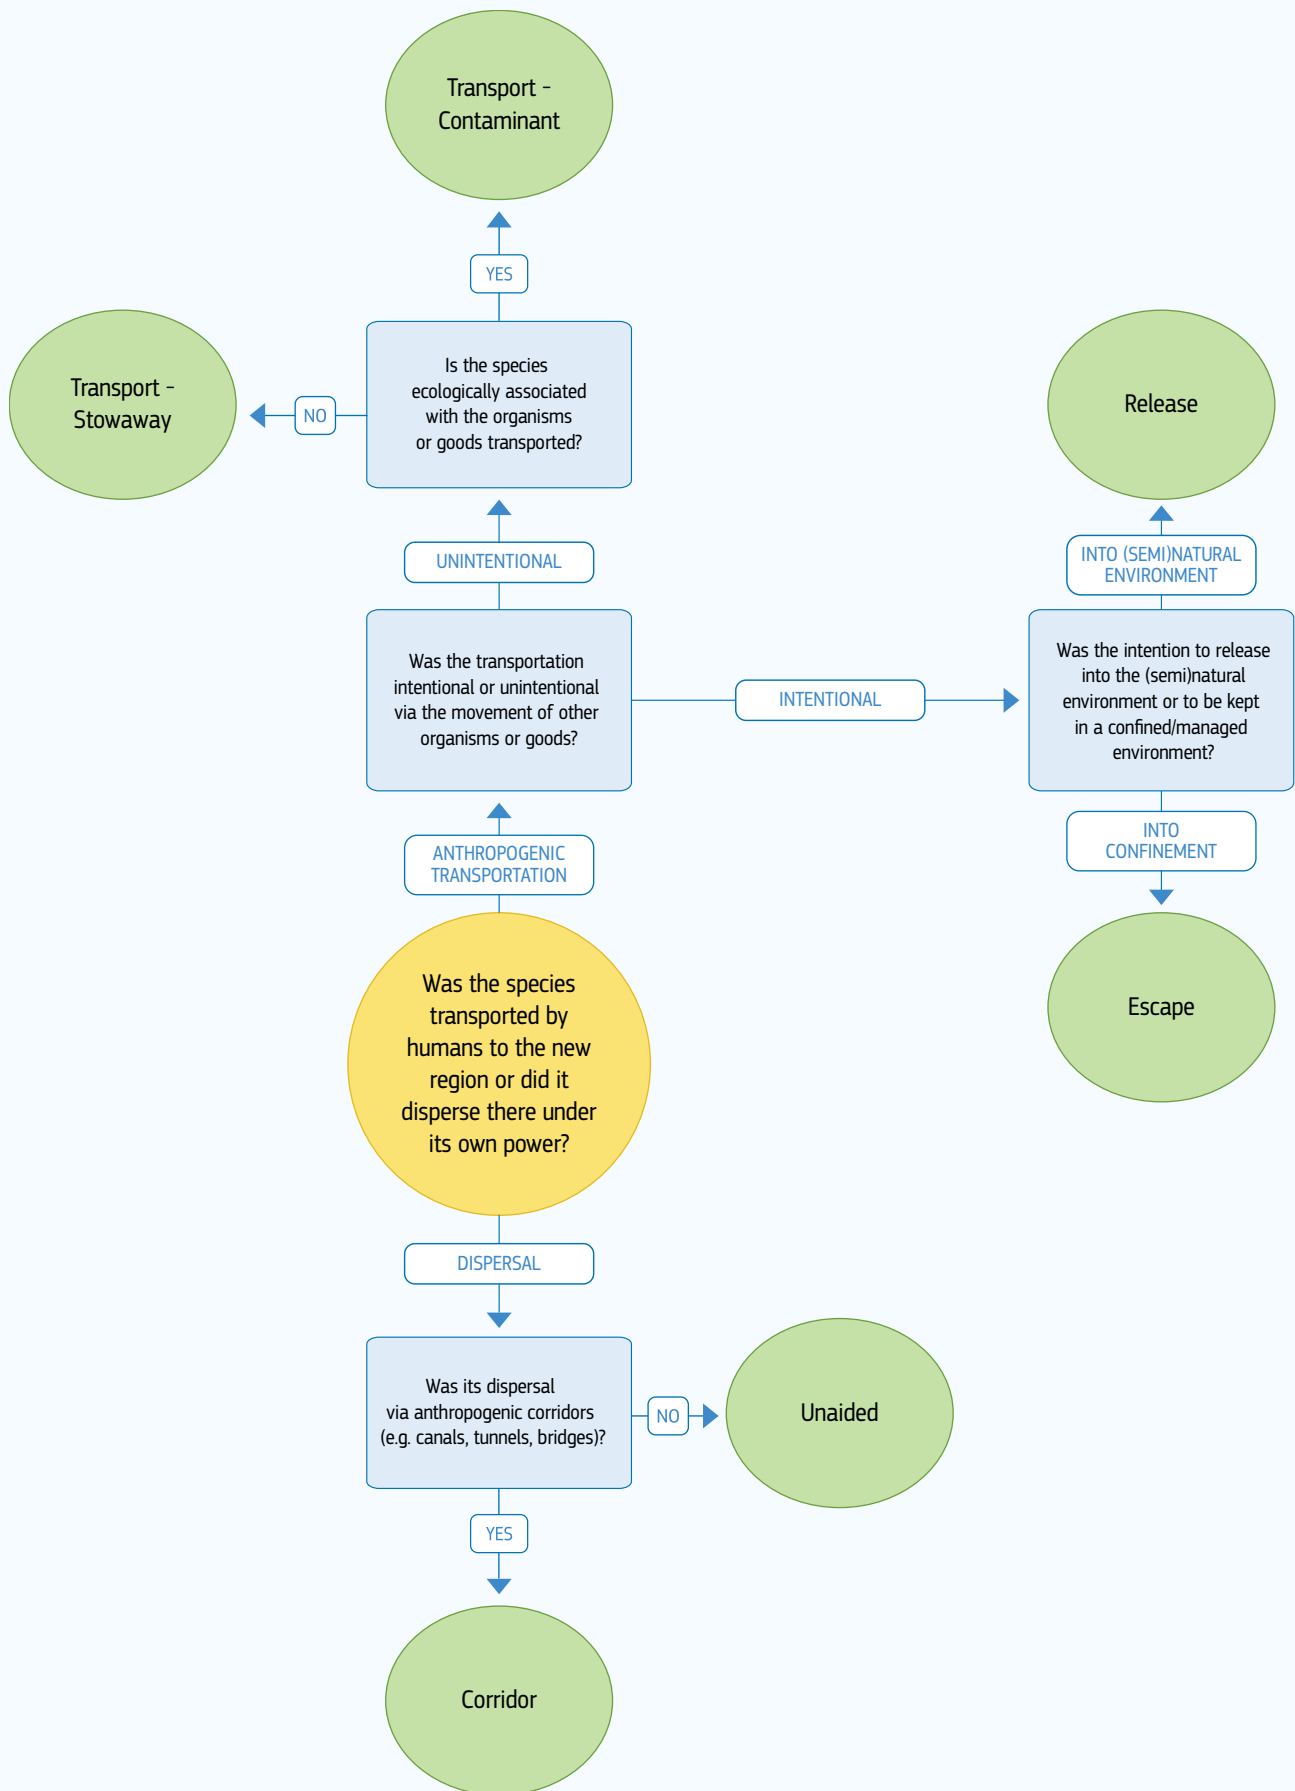 Transport -
Contaminant
YES
Is the species
ecologically associated
with the organisms
or goods transported?
NO
Transport -
Stowaway
Release
UNINTENTIONAL
INTO (SEMI)NATURAL
ENVIRONMENT
Was the transportation
intentional or unintentional
via the movement of other
organisms or goods?
INTENTIONAL
Was the intention to release
into the (semi)natural
environment or to be kept
in a confined/managed
environment?
ANTHROPOGENIC
TRANSPORTATION
INTO
CONFINEMENT
Was the species
transported by
humans to the new
region or did it
disperse there under
its own power?
Escape
DISPERSAL
Was its dispersal
via anthropogenic corridors
(e.g. canals, tunnels, bridges)?
NO
Unaided
YES
Corridor